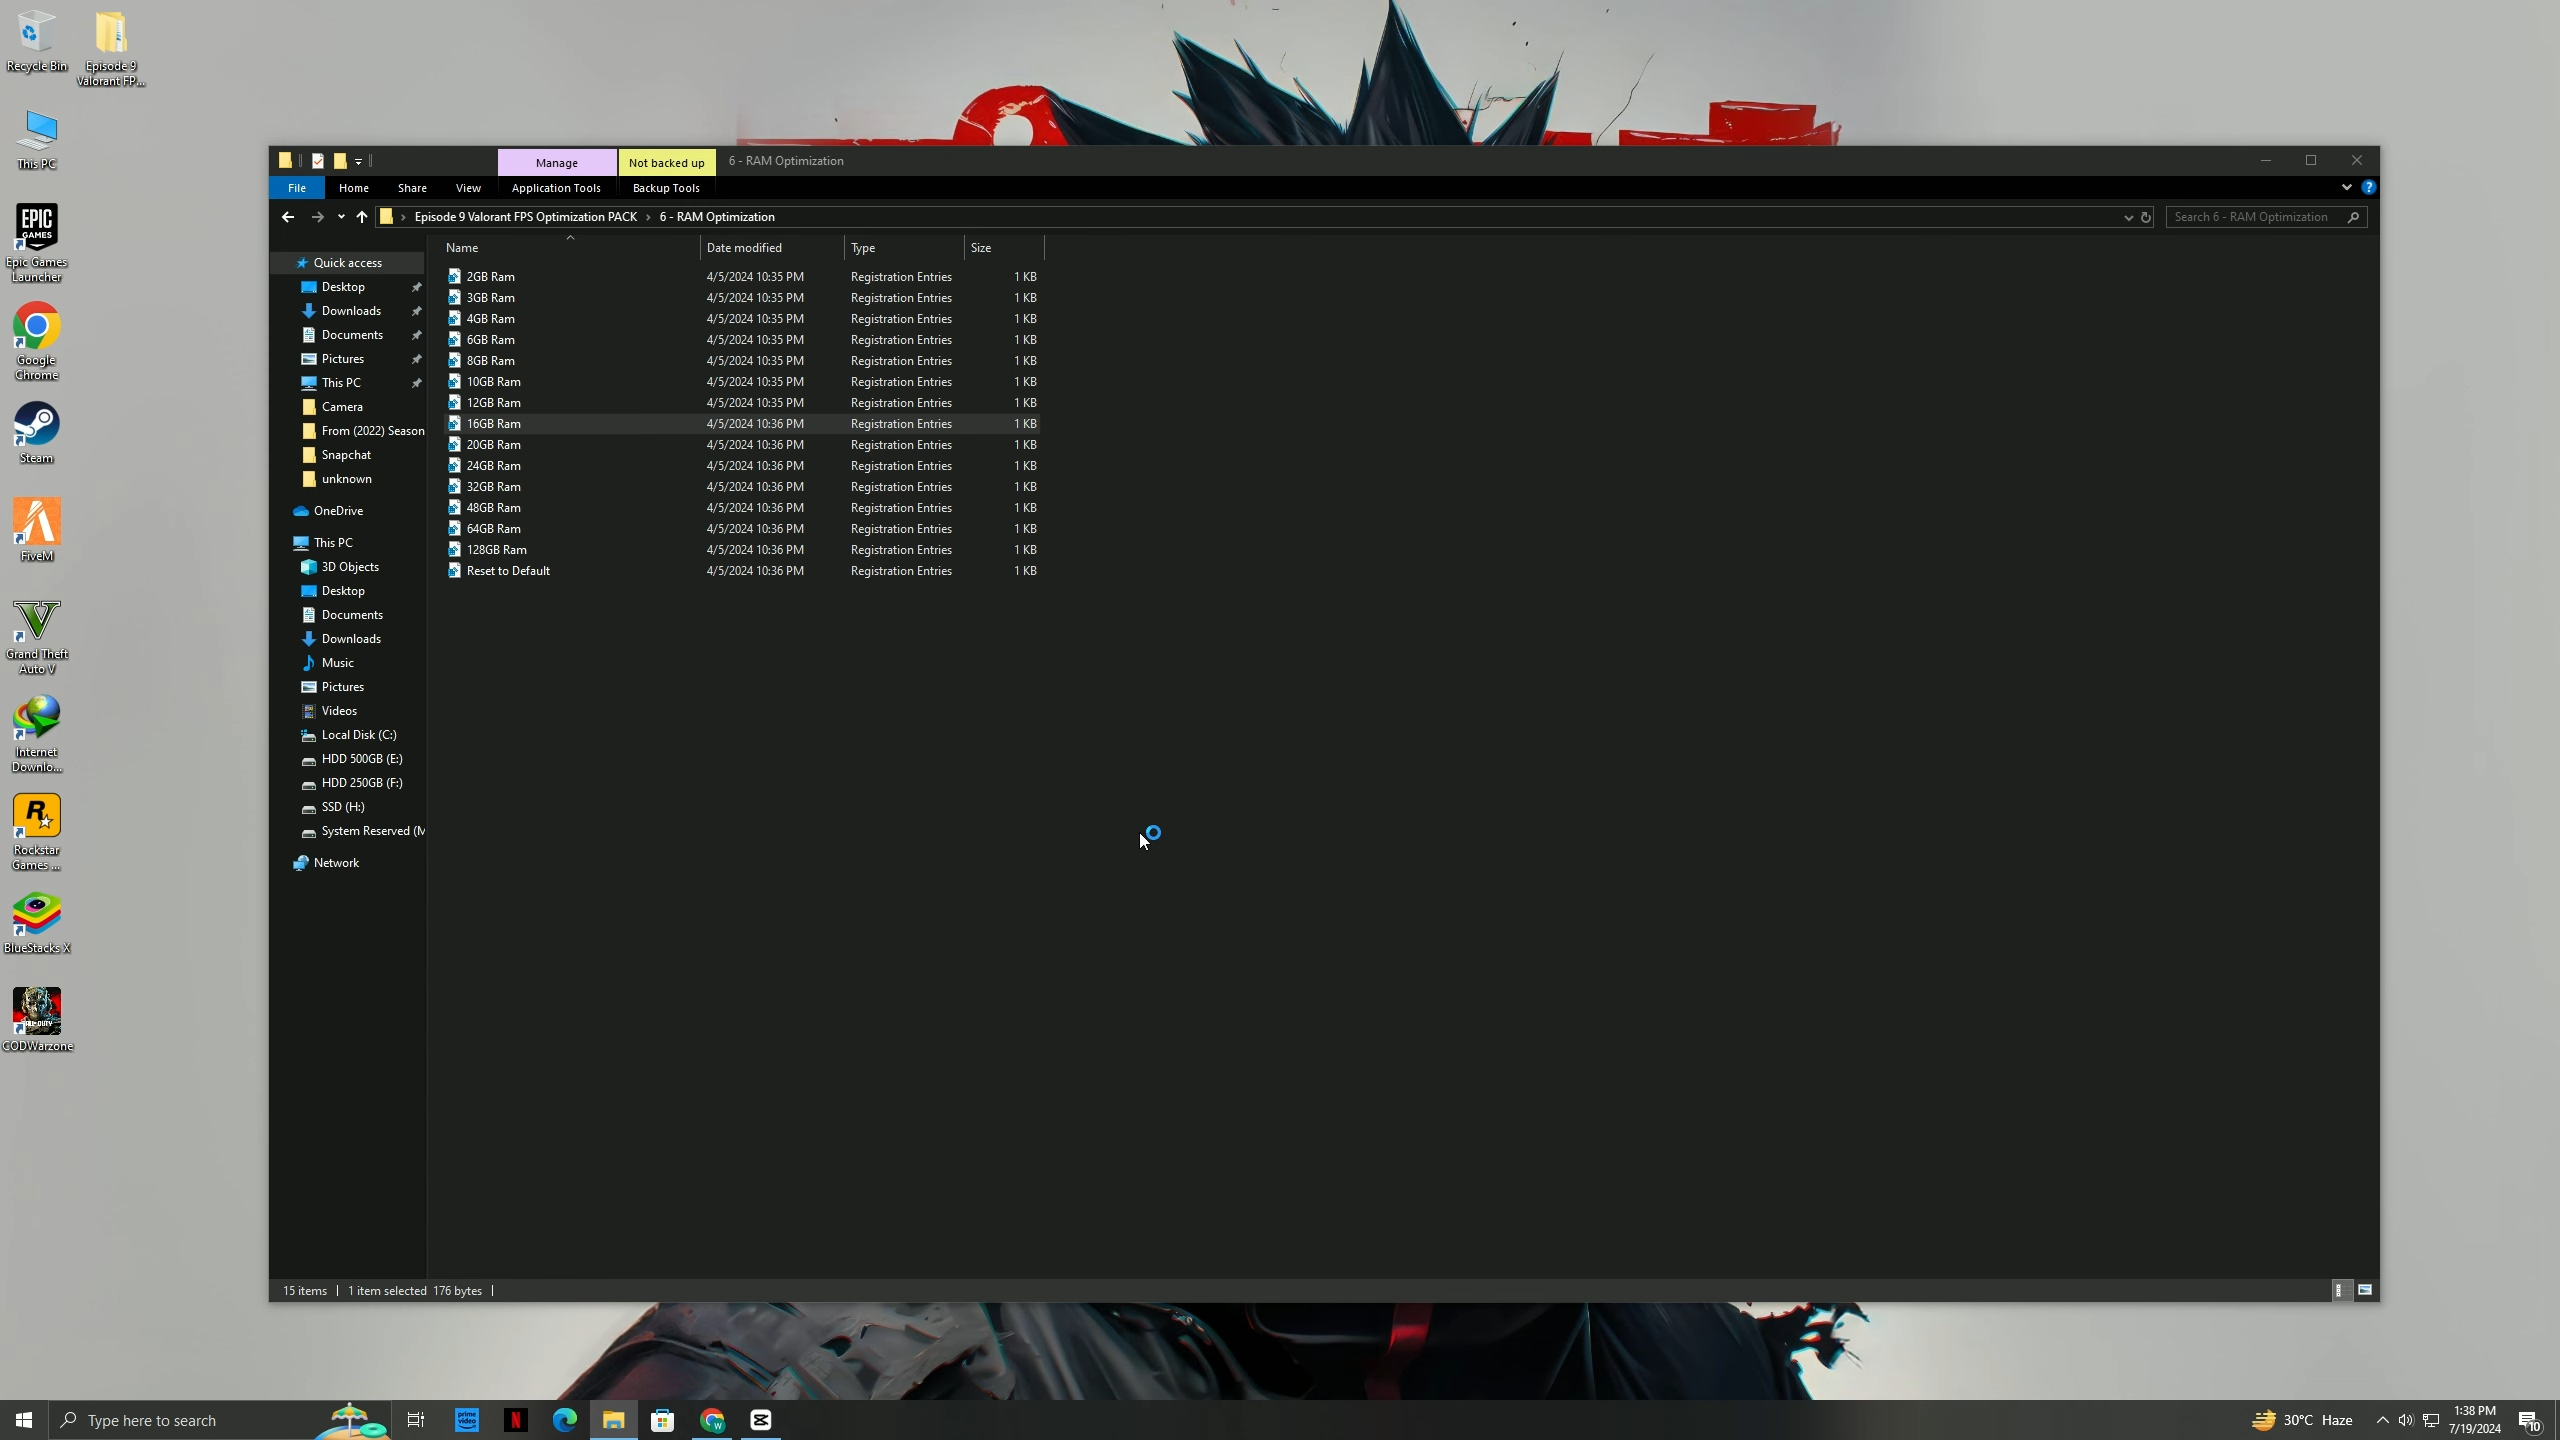 Recycle Bin
Episode 9
Valorant FP...
This PC
EPIC
GAMES
Epic Games
Launcher
Google
Chrome
Steam
FiveM
Grand Theft
Auto V
Internet
Downlo...
Rockstar
Games ...
BlueStacks X
CODWarzone
Manage
Not backed up
6 - RAM Optimization
File
Home
Share
View
Application Tools
Backup Tools
Episode 9 Valorant FPS Optimization PACK
6 - RAM Optimization
Search 6 - RAM Optimization
Quick access
Desktop
Downloads
Documents
Pictures
This PC
Camera
From (2022) Season
Snapchat
unknown
OneDrive
This PC
3D Objects
Desktop
Documents
Downloads
Music
Pictures
Videos
Local Disk (C:)
HDD 500GB (E:)
HDD 250GB (F:)
SSD (H:)
System Reserved (M
Network
Name Date modified Type Size
2GB Ram 4/5/2024 10:35 PM Registration Entries 1 KB
3GB Ram 4/5/2024 10:35 PM Registration Entries 1 KB
4GB Ram 4/5/2024 10:35 PM Registration Entries 1 KB
6GB Ram 4/5/2024 10:35 PM Registration Entries 1 KB
8GB Ram 4/5/2024 10:35 PM Registration Entries 1 KB
10GB Ram 4/5/2024 10:35 PM Registration Entries 1 KB
12GB Ram 4/5/2024 10:35 PM Registration Entries 1 KB
16GB Ram 4/5/2024 10:36 PM Registration Entries 1 KB
20GB Ram 4/5/2024 10:36 PM Registration Entries 1 KB
24GB Ram 4/5/2024 10:36 PM Registration Entries 1 KB
32GB Ram 4/5/2024 10:36 PM Registration Entries 1 KB
48GB Ram 4/5/2024 10:36 PM Registration Entries 1 KB
64GB Ram 4/5/2024 10:36 PM Registration Entries 1 KB
128GB Ram 4/5/2024 10:36 PM Registration Entries 1 KB
Reset to Default 4/5/2024 10:36 PM Registration Entries 1 KB
15 items
1 item selected 176 bytes
Type here to search
prime
video
30°C Haze
1:38 PM
7/19/2024
10